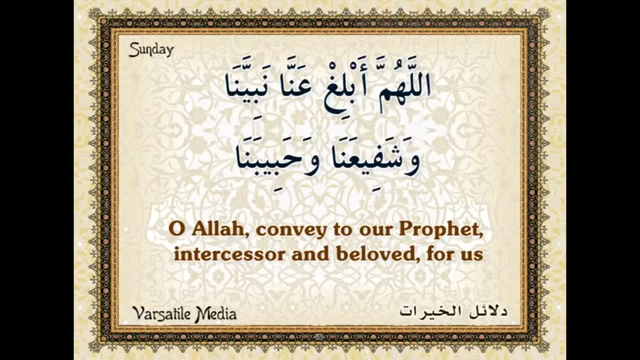 Sunday
اللَّهُمَّ أَبْلِغْ عَنَّا نَبِيَّنَا
وَشَفِيعَنَا وَحَبِيبَنَا
O Allah, convey to our Prophet,
intercessor and beloved, for us
Varsatile Media
دلائل الخيرات